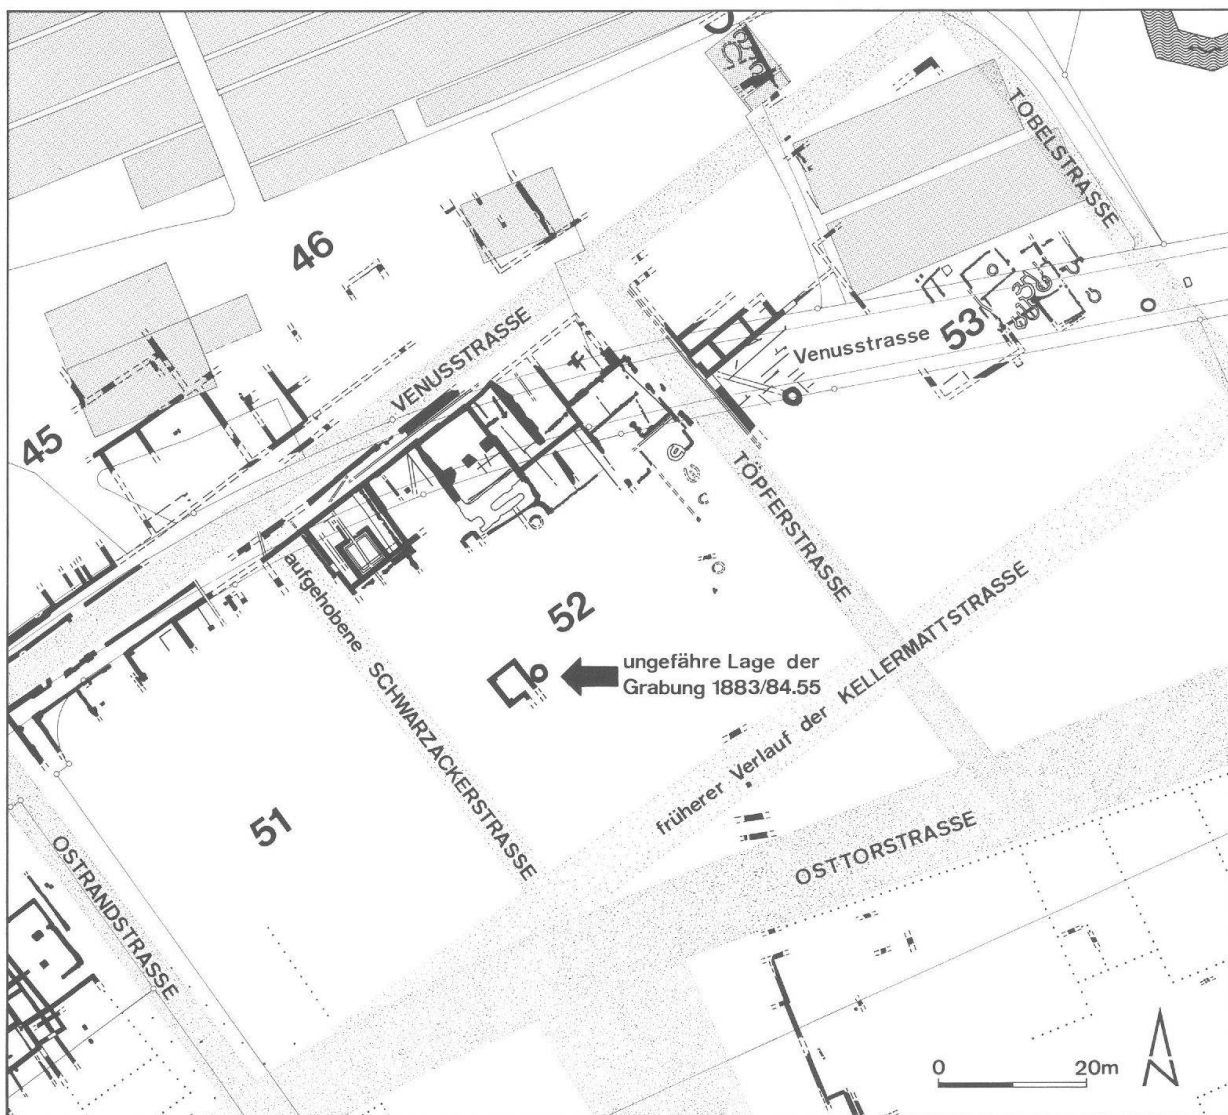 TOBELSTRASSE
46
VENUSSTRASSE
Venusstrasse
53
45
TÖPFERSTRASSE
aufgehobene SCHWARZACKERSTRASSE
52
ungefähre Lage der
Grabung 1883/84.55
früherer Verlauf der KELLERMATTSTRASSE
51
OSTTORSTRASSE
OSTRANDSTRASSE
0 20m
N